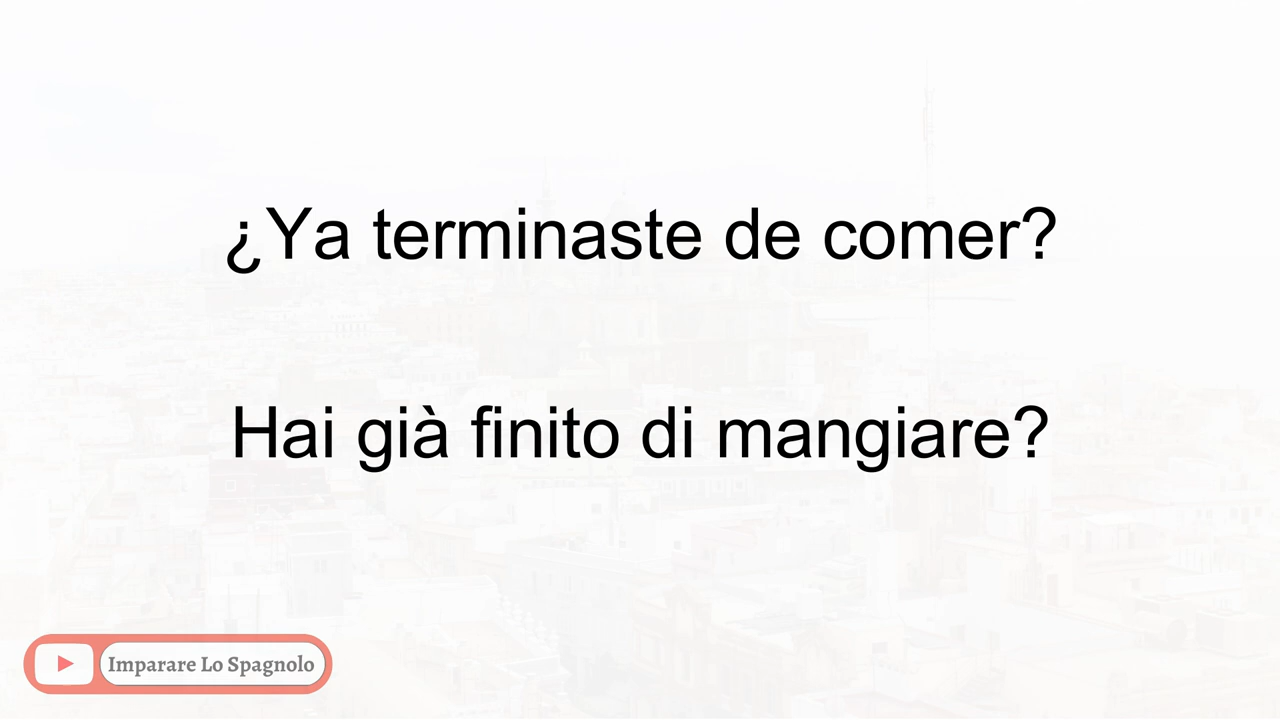 ¿Ya terminaste de comer?
Hai già finito di mangiare?
Imparare Lo Spagnolo